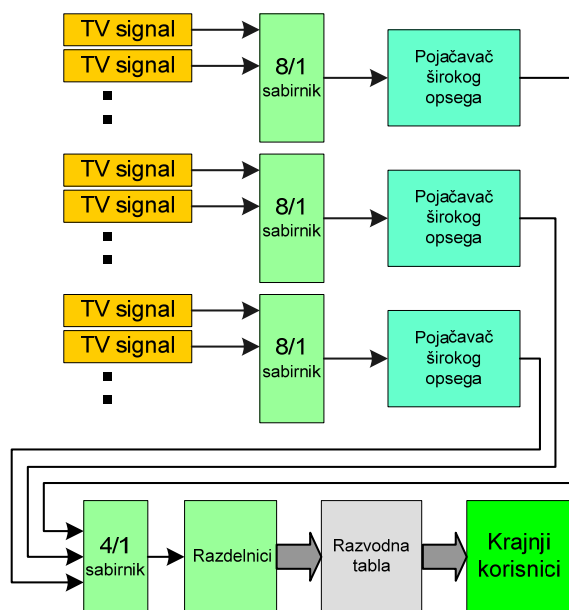 TV signal
TV signal
8/1
sabirnik
Pojačavač
širokog
opsega
TV signal
TV signal
8/1
sabirnik
Pojačavač
širokog
opsega
TV signal
TV signal
8/1
sabirnik
Pojačavač
širokog
opsega
4/1
sabirnik
Razdelnici
Razvodna
tabla
Krajnji
korisnici